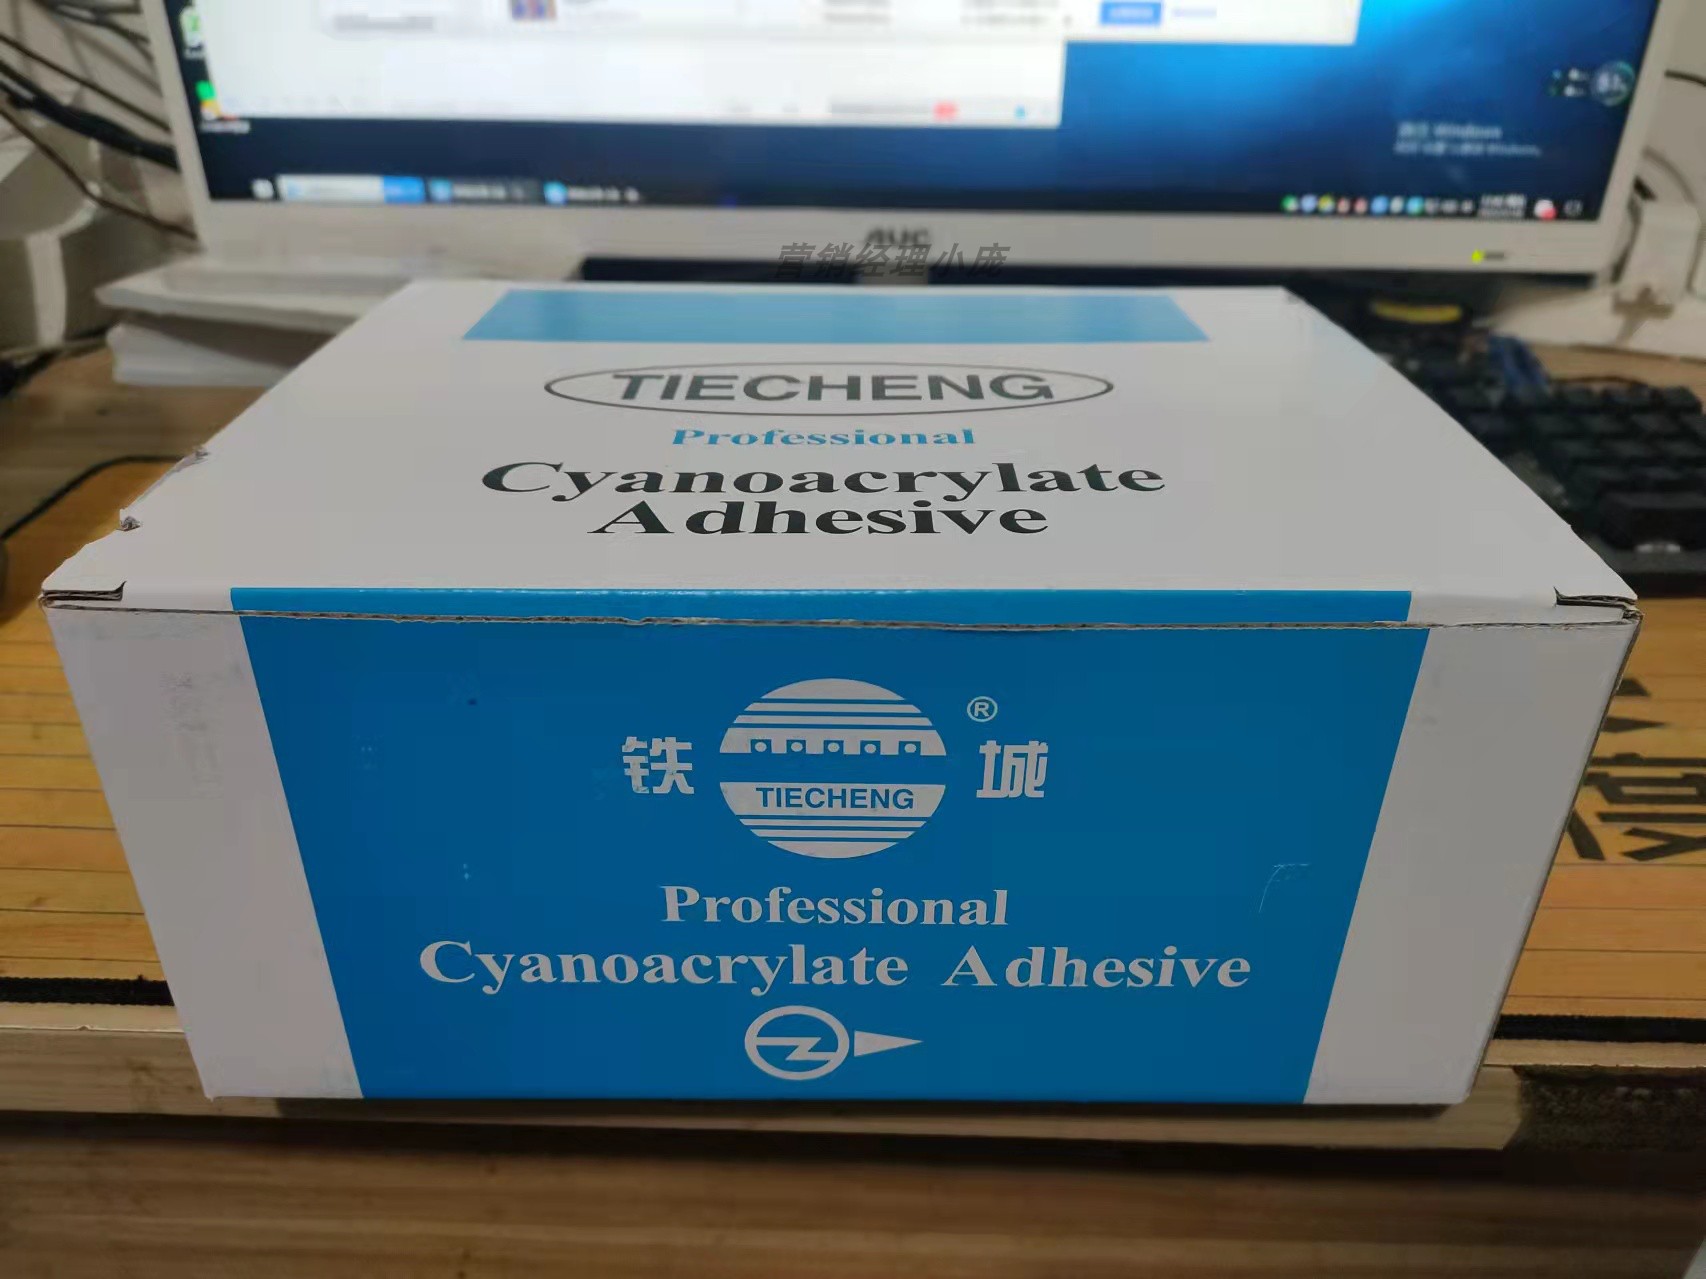 营销经理小庞
TIECHENG
Professional
Cyanoacrylate
Adhesive
铁 城 ®
TIECHENG
Professional
Cyanoacrylate Adhesive